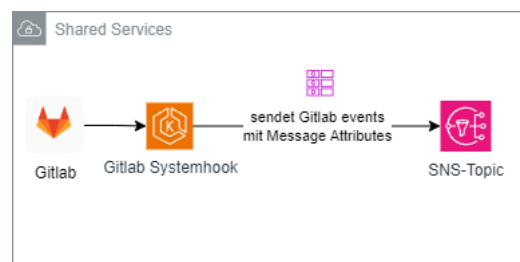 Shared Services
sendet Gitlab events
mit Message Attributes
Gitlab
Gitlab Systemhook
SNS-Topic